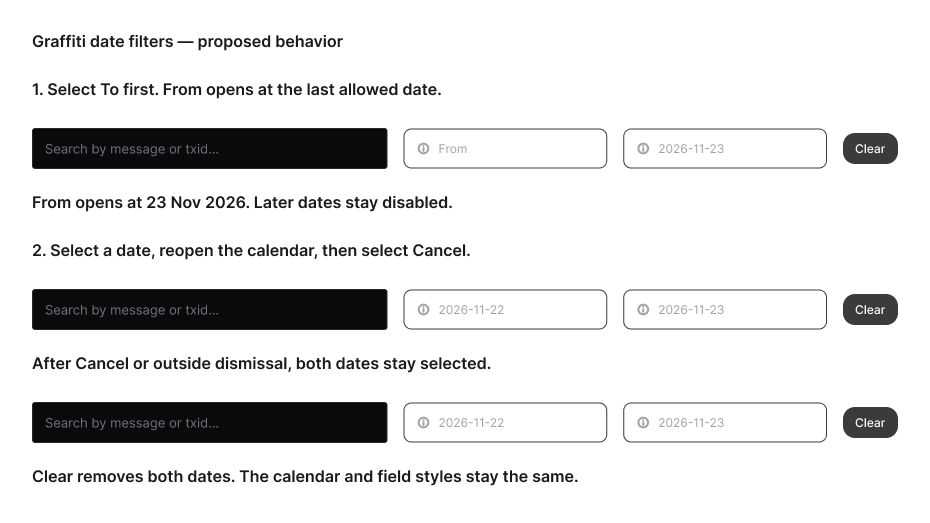 Graffiti date filters — proposed behavior
1. Select To first. From opens at the last allowed date.
Search by message or txid... From 2026-11-23 Clear
From opens at 23 Nov 2026. Later dates stay disabled.
2. Select a date, reopen the calendar, then select Cancel.
Search by message or txid... 2026-11-22 2026-11-23 Clear
After Cancel or outside dismissal, both dates stay selected.
Search by message or txid... 2026-11-22 2026-11-23 Clear
Clear removes both dates. The calendar and field styles stay the same.